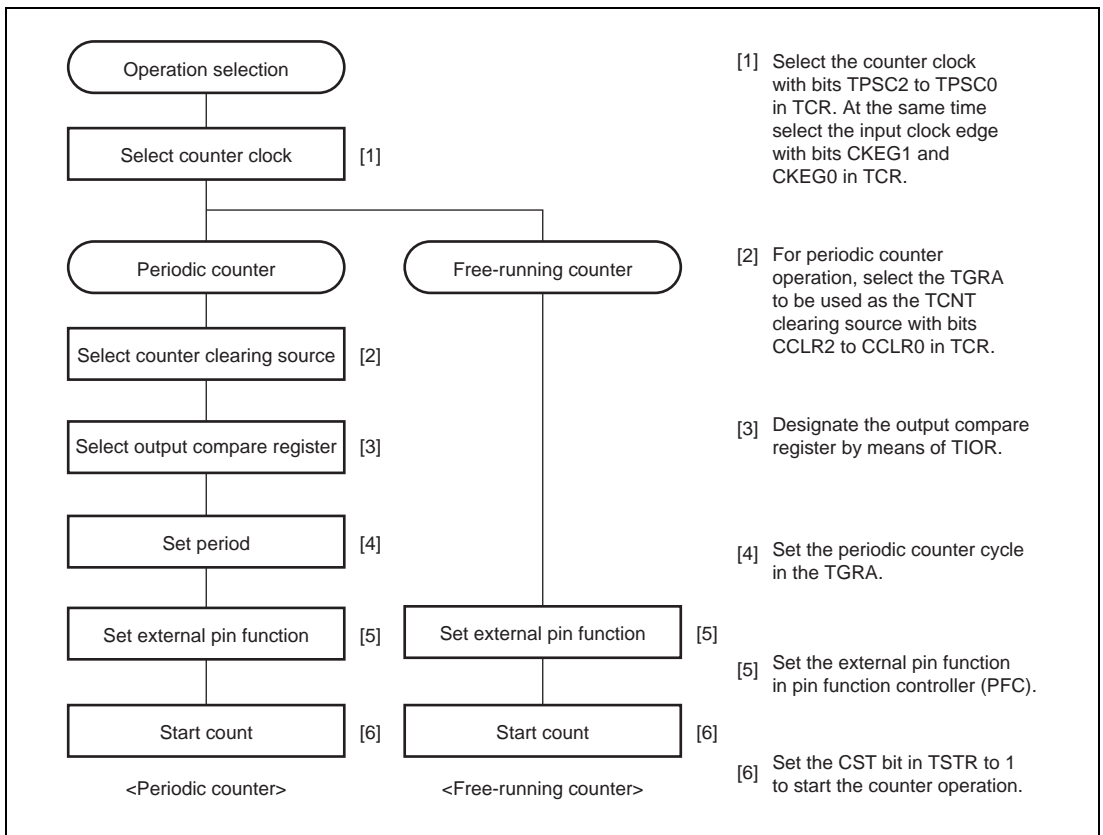 Operation selection
Select counter clock
[1]
Periodic counter
Free-running counter
Select counter clearing source
[2]
Select output compare register
[3]
Set period
[4]
Set external pin function
[5]
Set external pin function
[5]
Start count
[6]
Start count
[6]
<Periodic counter>
<Free-running counter>
[1] Select the counter clock
with bits TPSC2 to TPSC0
in TCR. At the same time
select the input clock edge
with bits CKEG1 and
CKEG0 in TCR.
[2] For periodic counter
operation, select the TGRA
to be used as the TCNT
clearing source with bits
CCLR2 to CCLR0 in TCR.
[3] Designate the output compare
register by means of TIOR.
[4] Set the periodic counter cycle
in the TGRA.
[5] Set the external pin function
in pin function controller (PFC).
[6] Set the CST bit in TSTR to 1
to start the counter operation.